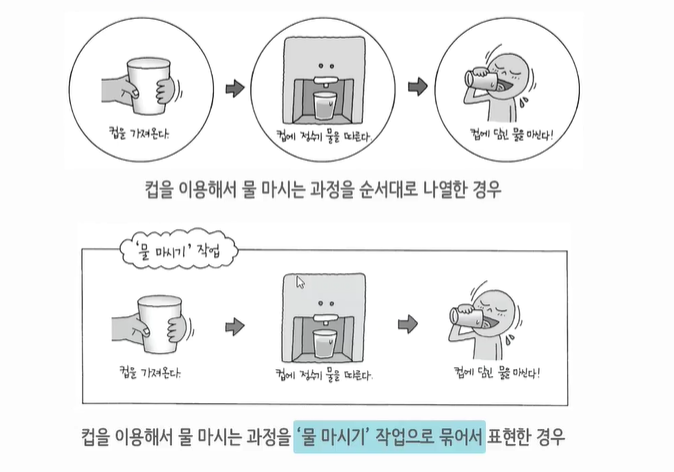 컵을 가져온다.
컵에 정수기 물을 따른다.
컵에 담긴 물을 마신다!
컵을 이용해서 물 마시는 과정을 순서대로 나열한 경우
'물 마시기' 작업
컵을 가져온다.
컵에 정수기 물을 따른다.
컵에 담긴 물을 마신다!
컵을 이용해서 물 마시는 과정을 '물 마시기' 작업으로 묶어서 표현한 경우